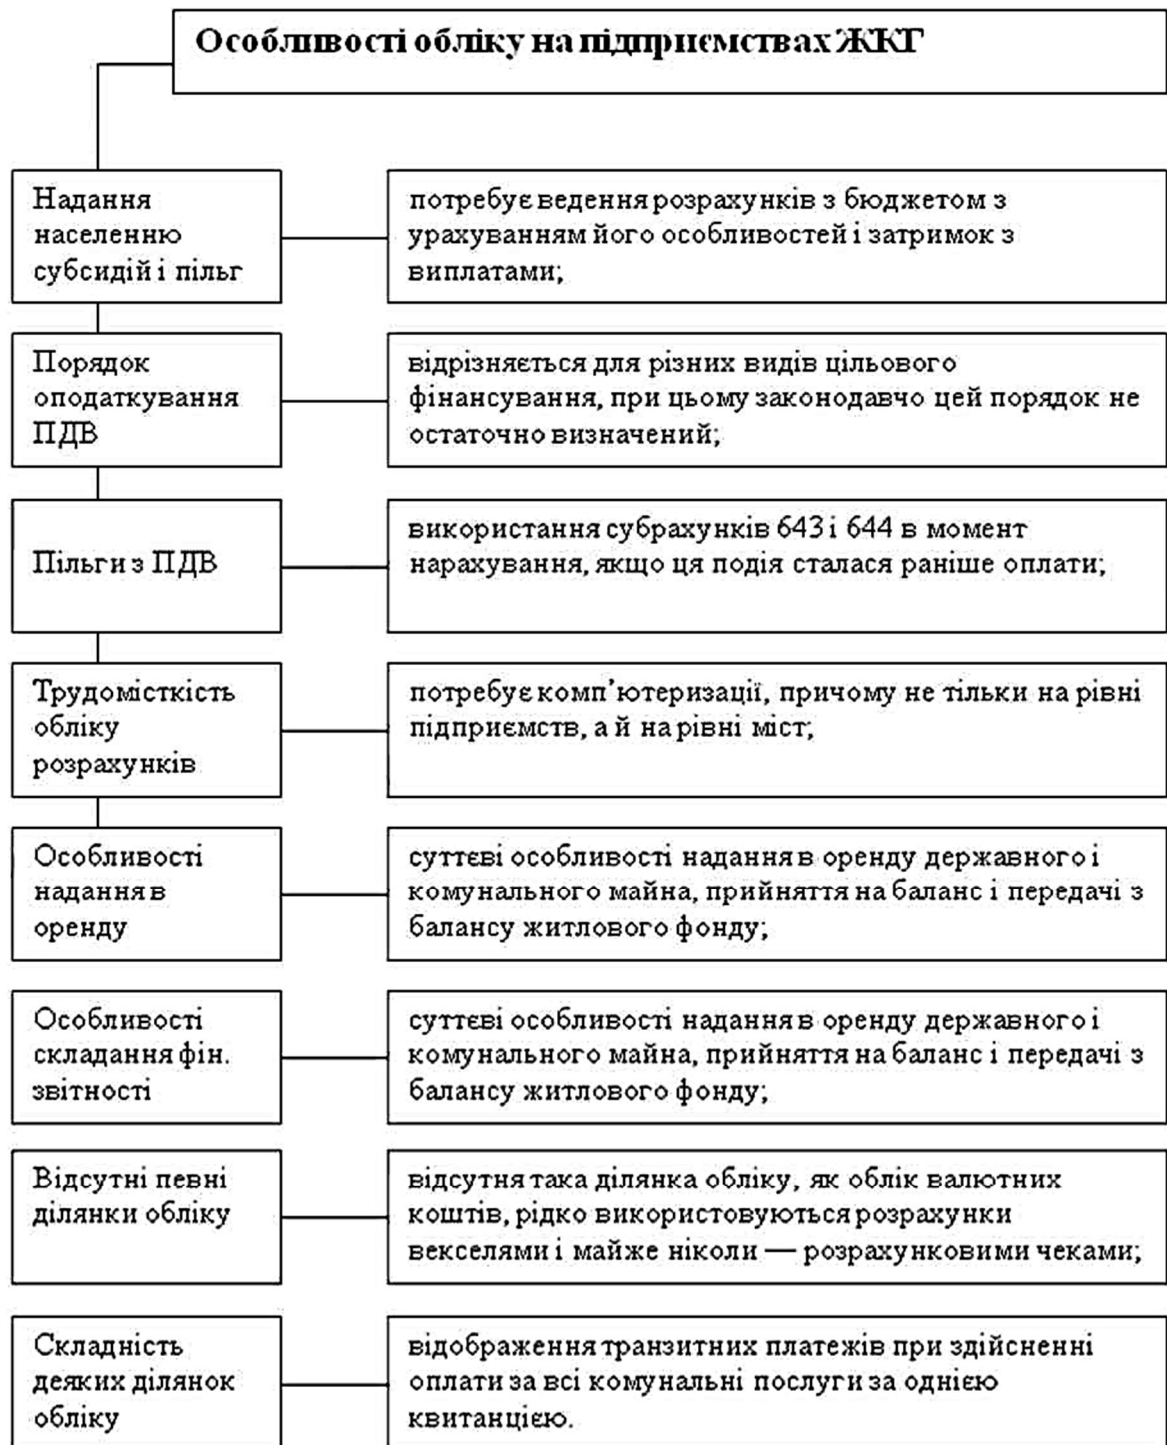 Особливості обліку на підприємствах ЖКГ
Надання
населенню
субсидій і пільг
потребує ведення розрахунків з бюджетом з
урахуванням його особливостей і затримок з
виплатами;
Порядок
оподаткування
ПДВ
відрізняється для різних видів цільового
фінансування, при цьому законодавчо цей порядок не
остаточно визначений;
Пільги з ПДВ
використання субрахунків 643 і 644 в момент
нарахування, якщо ця подія сталася раніше оплати;
Трудомісткість
обліку
розрахунків
потребує комп’ютеризації, причому не тільки на рівні
підприємств, а й на рівні міст;
Особливості
надання в
оренду
суттєві особливості надання в оренду державного і
комунального майна, прийняття на баланс і передачі з
балансу житлового фонду;
Особливості
складання фін.
звітності
суттєві особливості надання в оренду державного і
комунального майна, прийняття на баланс і передачі з
балансу житлового фонду;
Відсутні певні
ділянки обліку
відсутня така ділянка обліку, як облік валютних
коштів, рідко використовуються розрахунки
векселями і майже ніколи — розрахунковими чеками;
Складність
деяких ділянок
обліку
відображення транзитних платежів при здійсненні
оплати за всі комунальні послуги за однією
квитанцією.